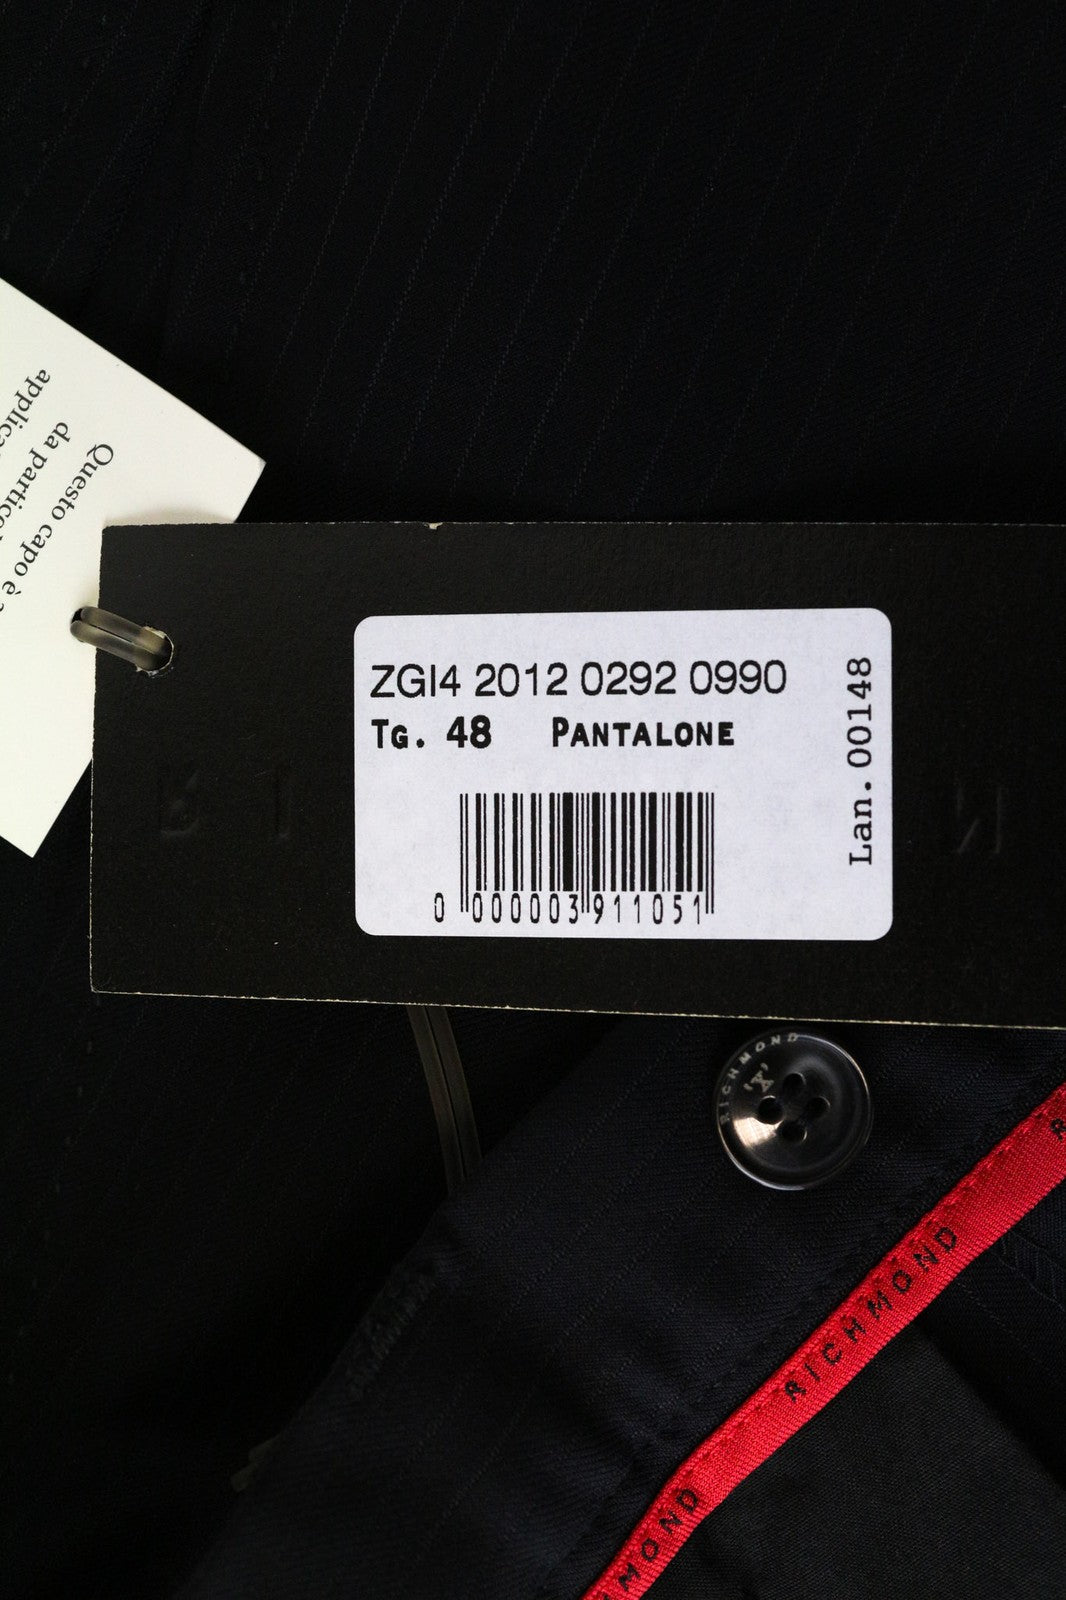 Questo capo è
da partico
applica
ZGI4 2012 0292 0990
TG. 48 PANTALONE
Lan. 00148
0 000003 911051
RICHMOND
'X'
RICHMOND
MOND
R